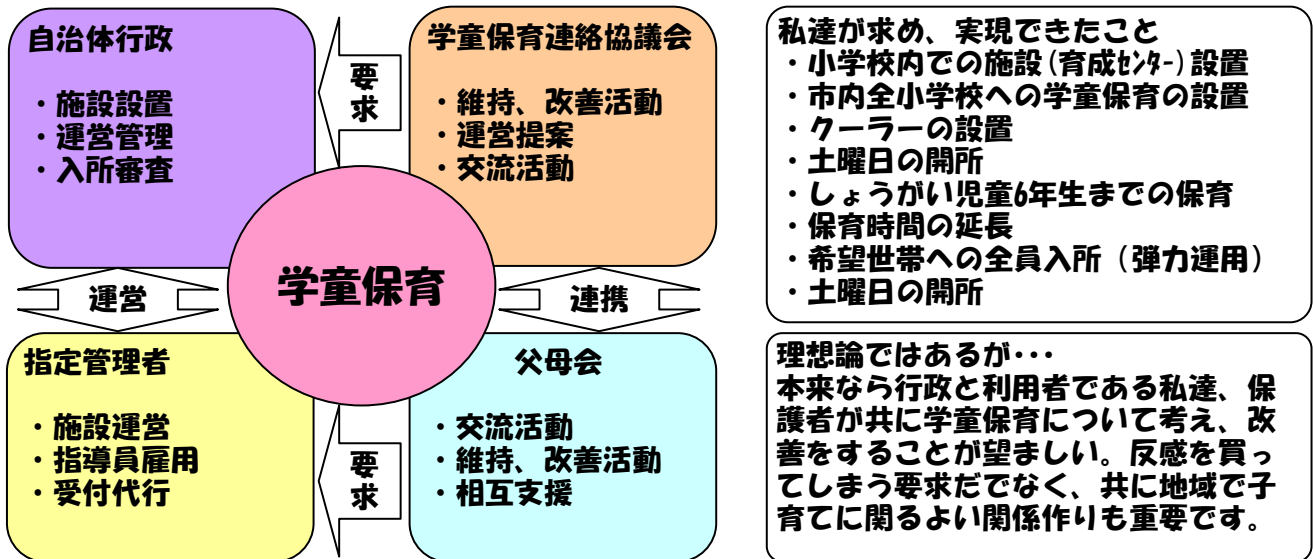 自治体行政
・施設設置
・運営管理
・入所審査
要
求
学童保育連絡協議会
・維持、改善活動
・運営提案
・交流活動
学童保育
運営
連携
指定管理者
・施設運営
・指導員雇用
・受付代行
要
求
父母会
・交流活動
・維持、改善活動
・相互支援
私達が求め、実現できたこと
・小学校内での施設(育成ｾﾝﾀｰ)設置
・市内全小学校への学童保育の設置
・クーラーの設置
・土曜日の開所
・しょうがい児童6年生までの保育
・保育時間の延長
・希望世帯への全員入所（弾力運用）
・土曜日の開所
理想論ではあるが･･･
本来なら行政と利用者である私達、保
護者が共に学童保育について考え、改
善をすることが望ましい。反感を買っ
てしまう要求だでなく、共に地域で子
育てに関るよい関係作りも重要です。